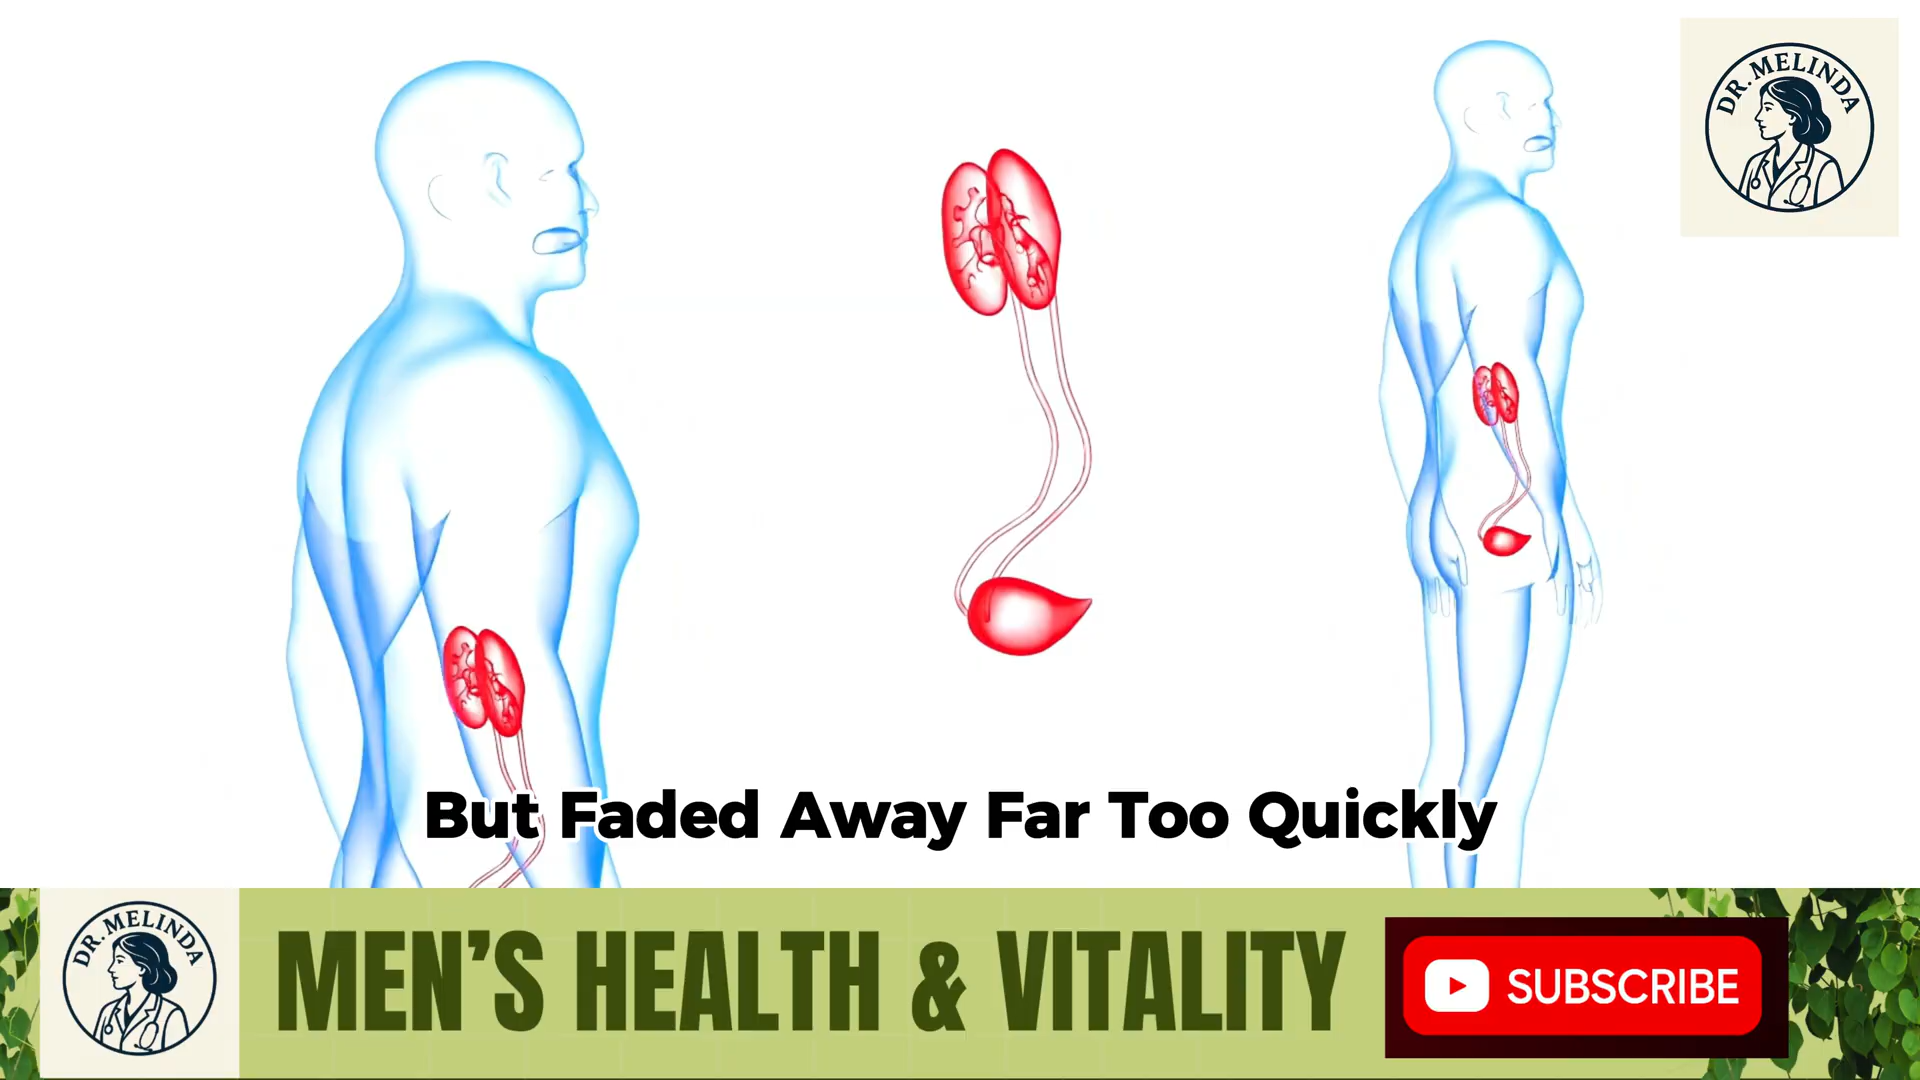 DR. MELINDA
But Faded Away Far Too Quickly
DR. MELINDA
MEN'S HEALTH & VITALITY
SUBSCRIBE